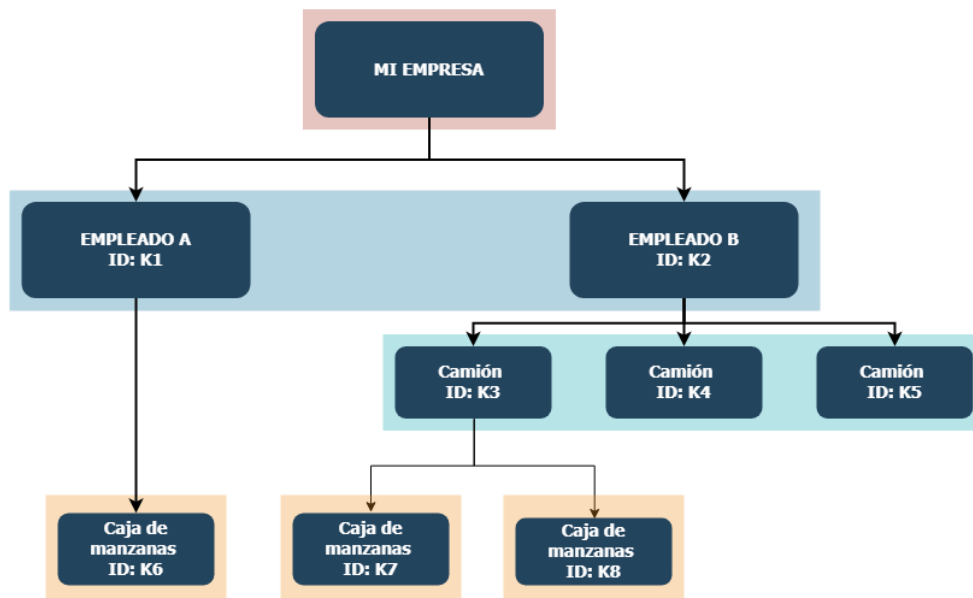 MI EMPRESA
EMPLEADO A
ID: K1
EMPLEADO B
ID: K2
Camión
ID: K3
Camión
ID: K4
Camión
ID: K5
Caja de
manzanas
ID: K6
Caja de
manzanas
ID: K7
Caja de
manzanas
ID: K8